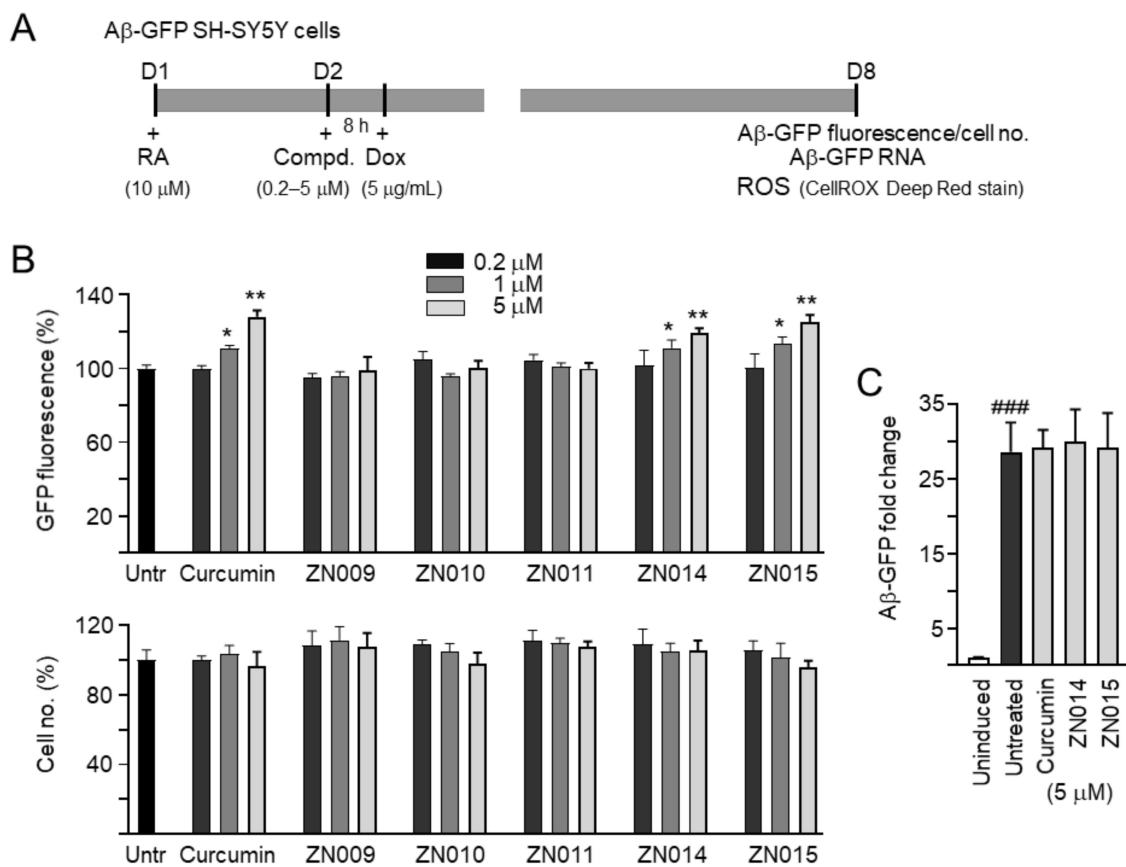 A
Aβ-GFP SH-SY5Y cells
D1 D2 D8
8 h
+ + +
RA Compd. Dox
(10 μM) (0.2–5 μM) (5 μg/mL)
Aβ-GFP fluorescence/cell no.
Aβ-GFP RNA
ROS (CellROX Deep Red stain)
B
0.2 μM
1 μM
5 μM
GFP fluorescence (%)
140
100
60
20
* ** * ** * **
Untr Curcumin ZN009 ZN010 ZN011 ZN014 ZN015
Cell no. (%)
120
80
40
Untr Curcumin ZN009 ZN010 ZN011 ZN014 ZN015
C
Aβ-GFP fold change
35
25
15
5
###
Uninduced
Untreated
Curcumin
ZN014
ZN015
(5 μM)